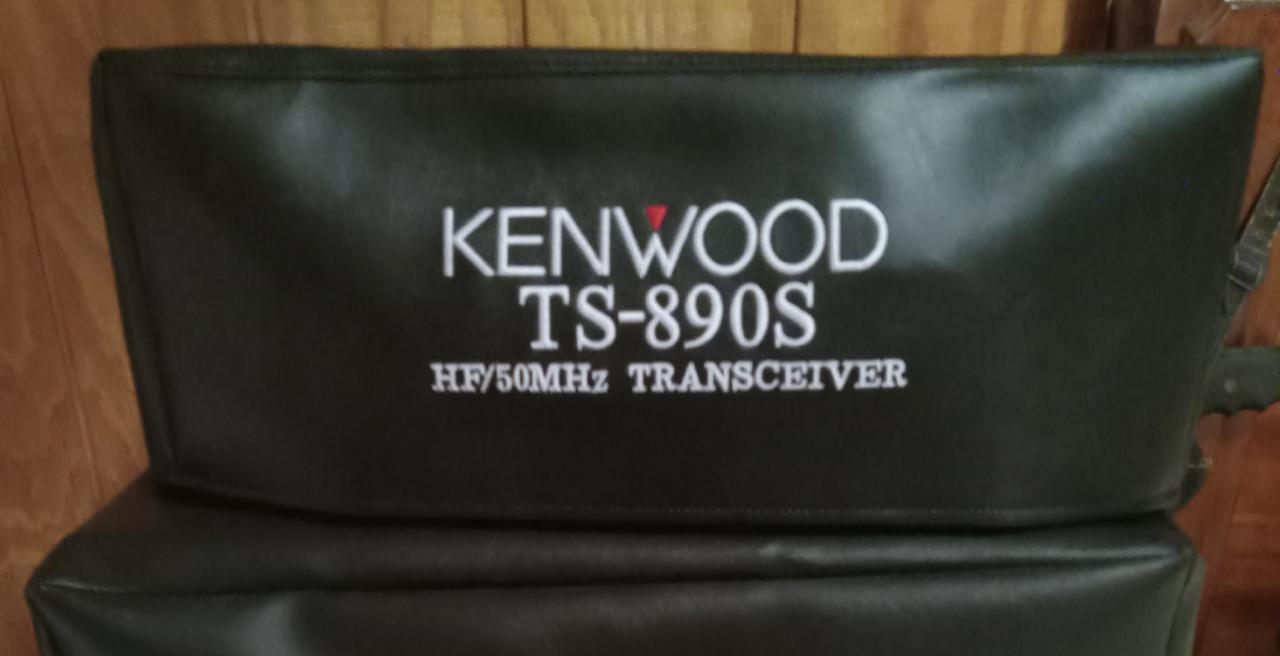 KENWOOD
TS-890S
HF/50MHz TRANSCEIVER